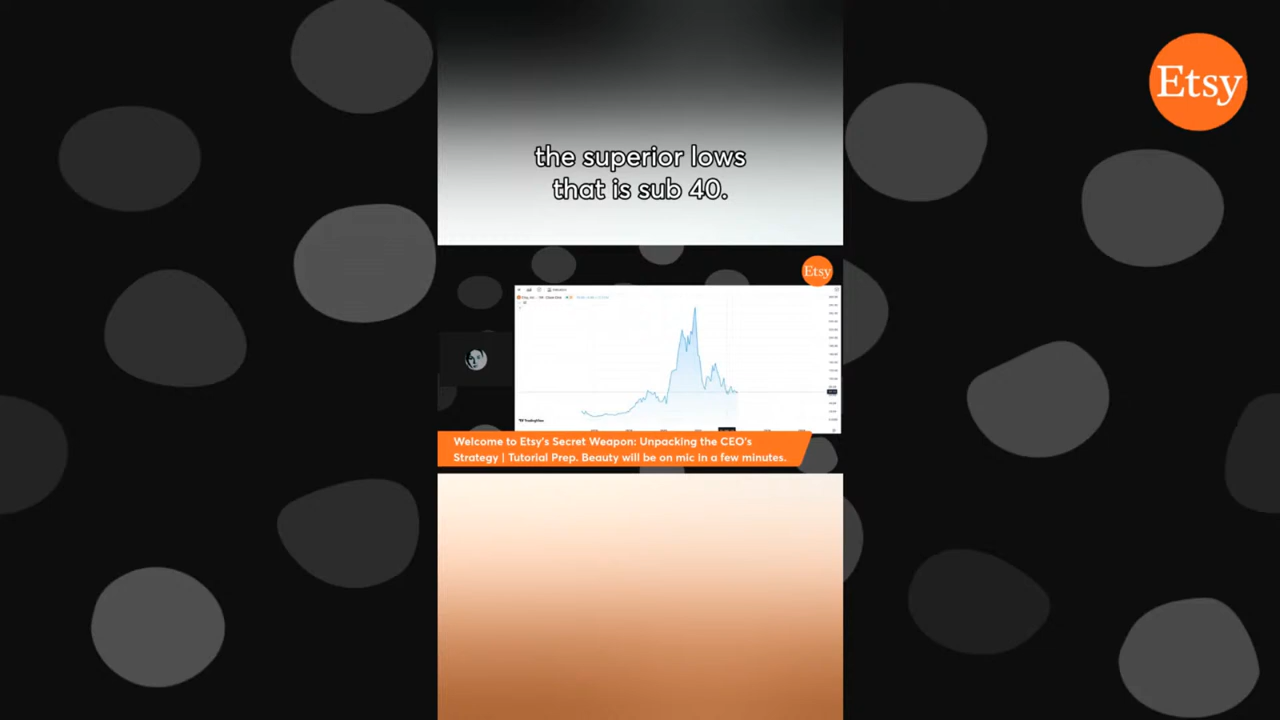 Etsy
the superior lows
that is sub 40.
Etsy
TradingView
Welcome to Etsy's Secret Weapon: Unpacking the CEO's
Strategy | Tutorial Prep. Beauty will be on mic in a few minutes.